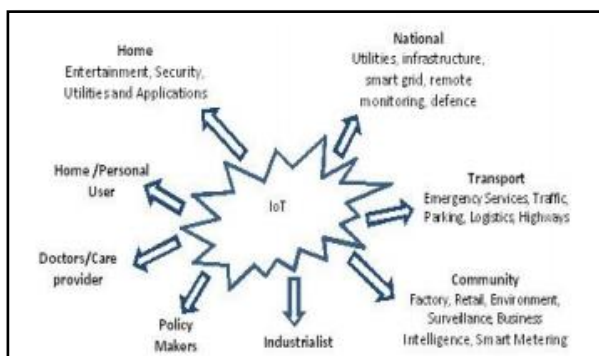 Home
Entertainment, Security,
Utilities and Applications
National
Utilities, infrastructure,
smart grid, remote
monitoring, defence
Home /Personal
User
IoT
Transport
Emergency Services, Traffic,
Parking, Logistics, Highways
Doctors/Care
provider
Community
Factory, Retail, Environment,
Surveillance, Business
Intelligence, Smart Metering
Policy
Makers
Industrialist